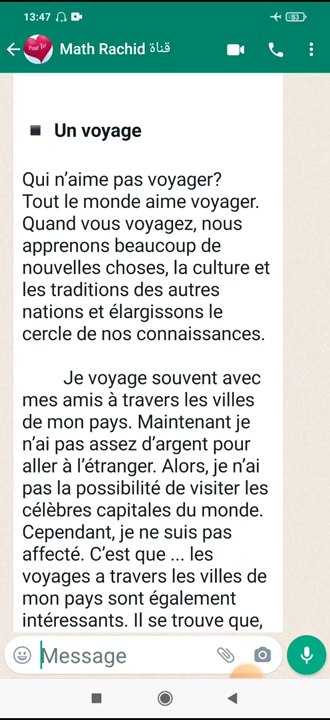 13:47
53
Math Rachid قناة
Un voyage
Qui n'aime pas voyager?
Tout le monde aime voyager.
Quand vous voyagez, nous
apprenons beaucoup de
nouvelles choses, la culture et
les traditions des autres
nations et élargissons le
cercle de nos connaissances.
Je voyage souvent avec
mes amis à travers les villes
de mon pays. Maintenant je
n'ai pas assez d'argent pour
aller à l'étranger. Alors, je n'ai
pas la possibilité de visiter les
célèbres capitales du monde.
Cependant, je ne suis pas
affecté. C'est que ... les
voyages a travers les villes de
mon pays sont également
intéressants. Il se trouve que,
Message